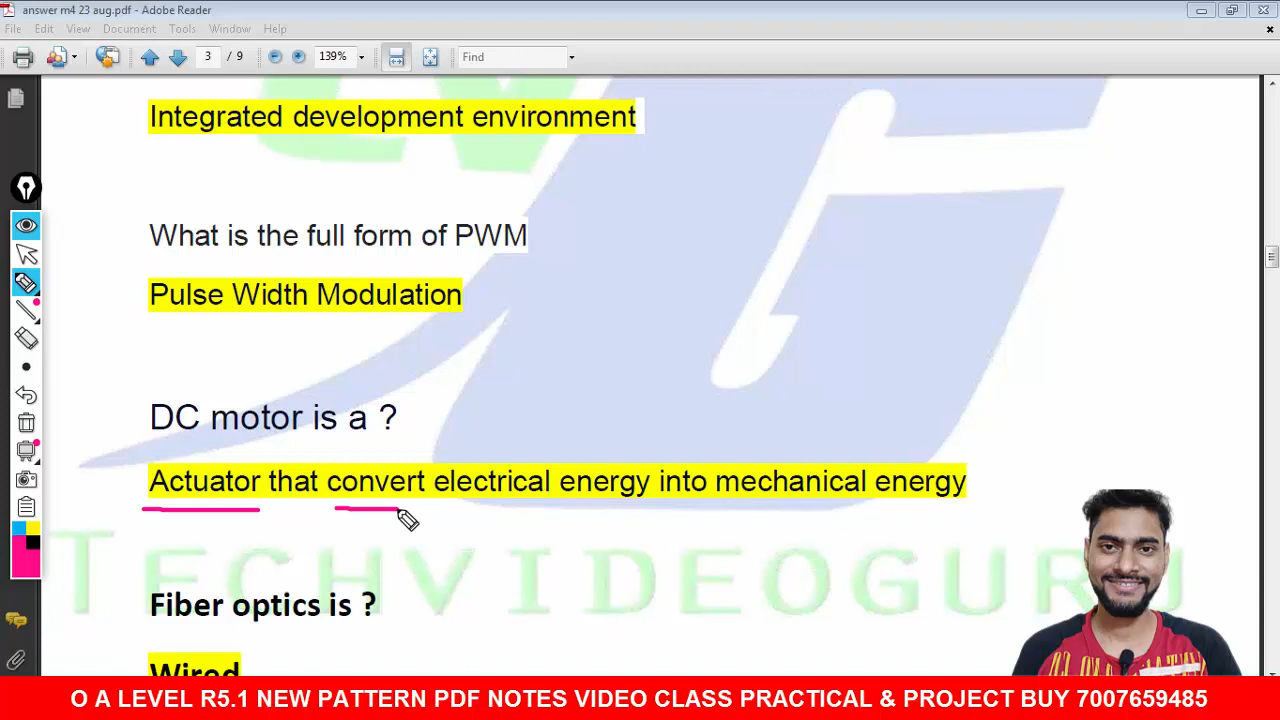 answer m4 23 aug.pdf - Adobe Reader
File Edit View Document Tools Window Help
3 / 9 139% Find
Integrated development environment
What is the full form of PWM
Pulse Width Modulation
DC motor is a ?
Actuator that convert electrical energy into mechanical energy
TECHVIDEOGURU
Fiber optics is ?
Wired
O A LEVEL R5.1 NEW PATTERN PDF NOTES VIDEO CLASS PRACTICAL & PROJECT BUY 7007659485